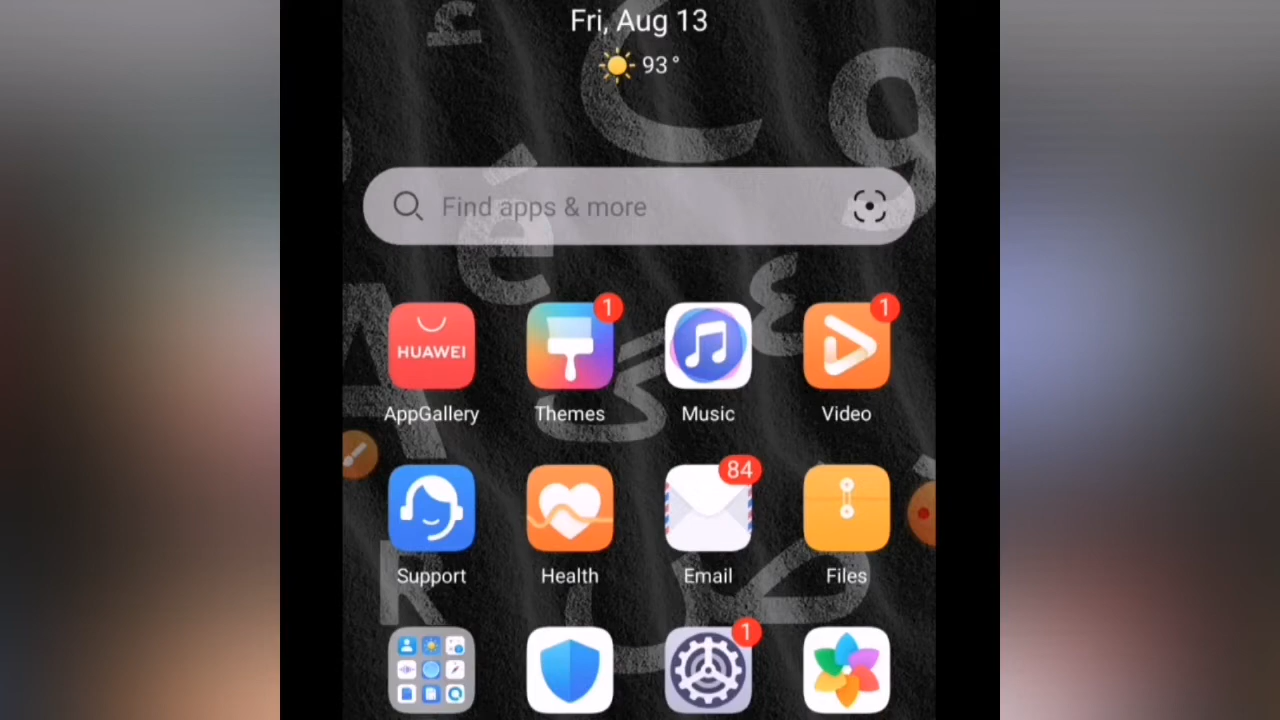 Fri, Aug 13
93°
Find apps & more
1
1
HUAWEI
AppGallery
Themes
Music
Video
84
Support
Health
Email
Files
1